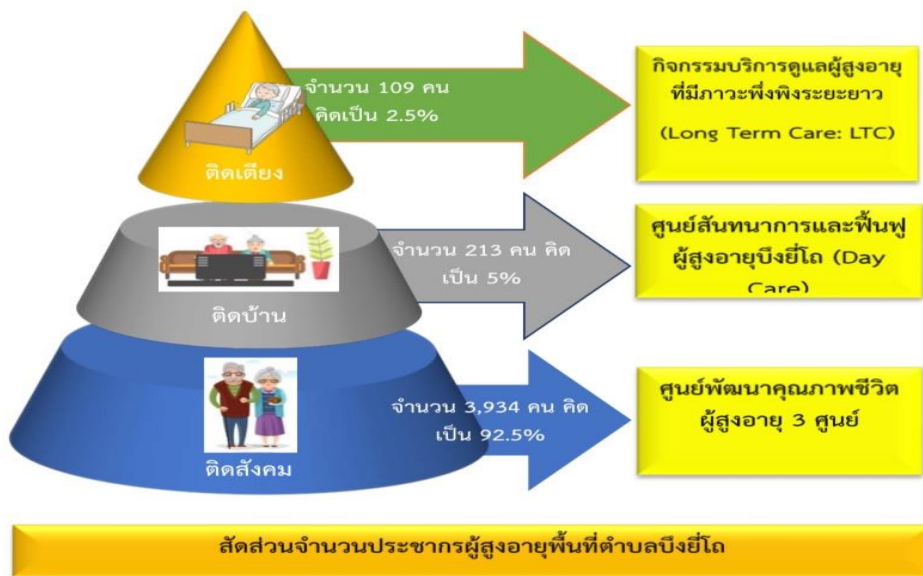 จำนวน 109 คน
คิดเป็น 2.5%
ติดเตียง
กิจกรรมบริการดูแลผู้สูงอายุ
ที่มีภาวะพึ่งพิงระยะยาว
(Long Term Care: LTC)
จำนวน 213 คน คิด
เป็น 5%
ติดบ้าน
ศูนย์สันทนาการและฟื้นฟู
ผู้สูงอายุบึงยี่โถ (Day
Care)
จำนวน 3,934 คน คิด
เป็น 92.5%
ติดสังคม
ศูนย์พัฒนาคุณภาพชีวิต
ผู้สูงอายุ 3 ศูนย์
สัดส่วนจำนวนประชากรผู้สูงอายุพื้นที่ตำบลบึงยี่โถ